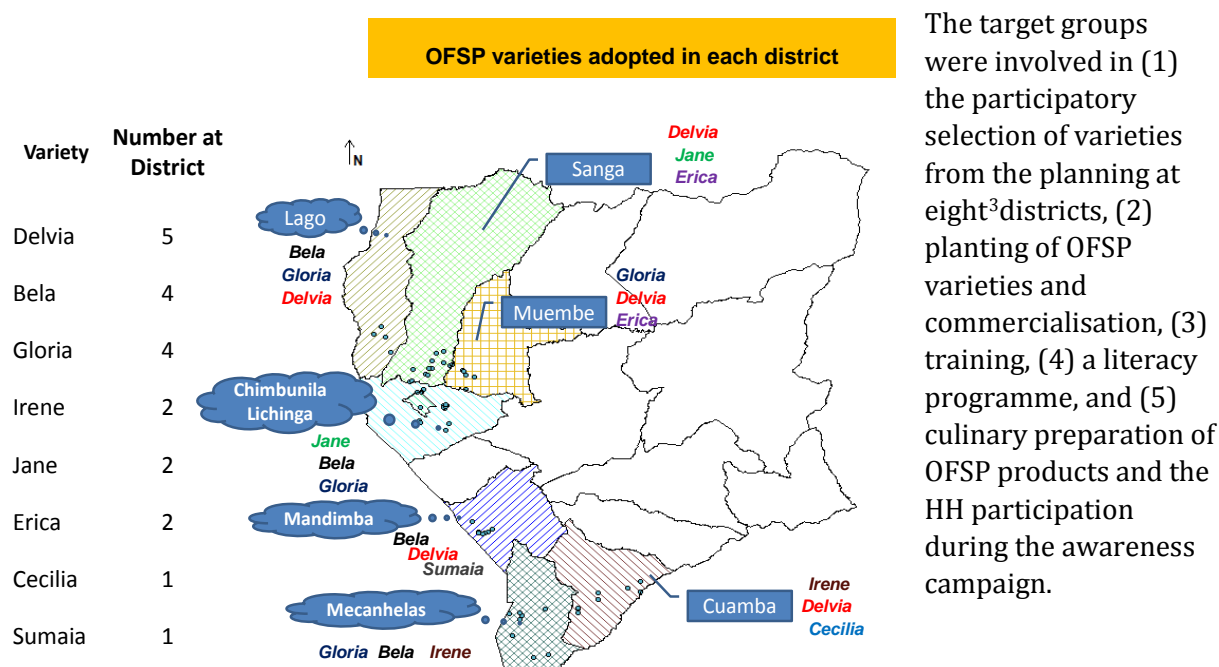 OFSP varieties adopted in each district
Variety Number at District
Delvia 5
Bela 4
Gloria 4
Irene 2
Jane 2
Erica 2
Cecilia 1
Sumaia 1
N
Sanga
Delvia
Jane
Erica
Lago
Bela
Gloria
Delvia
Muembe
Gloria
Delvia
Erica
Chimbunila
Lichinga
Jane
Bela
Gloria
Mandimba
Bela
Delvia
Sumaia
Mecanhelas
Gloria Bela Irene
Cuamba
Irene
Delvia
Cecilia
The target groups
were involved in (1)
the participatory
selection of varieties
from the planning at
eight³districts, (2)
planting of OFSP
varieties and
commercialisation, (3)
training, (4) a literacy
programme, and (5)
culinary preparation of
OFSP products and the
HH participation
during the awareness
campaign.